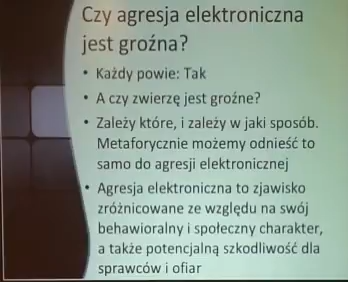 Czy agresja elektroniczna
jest groźna?
• Każdy powie: Tak
• A czy zwierzę jest groźne?
• Zależy które, i zależy w jaki sposób.
Metaforycznie możemy odnieść to
samo do agresji elektronicznej
• Agresja elektroniczna to zjawisko
zróżnicowane ze względu na swój
behawioralny i społeczny charakter,
a także potencjalną szkodliwość dla
sprawców i ofiar